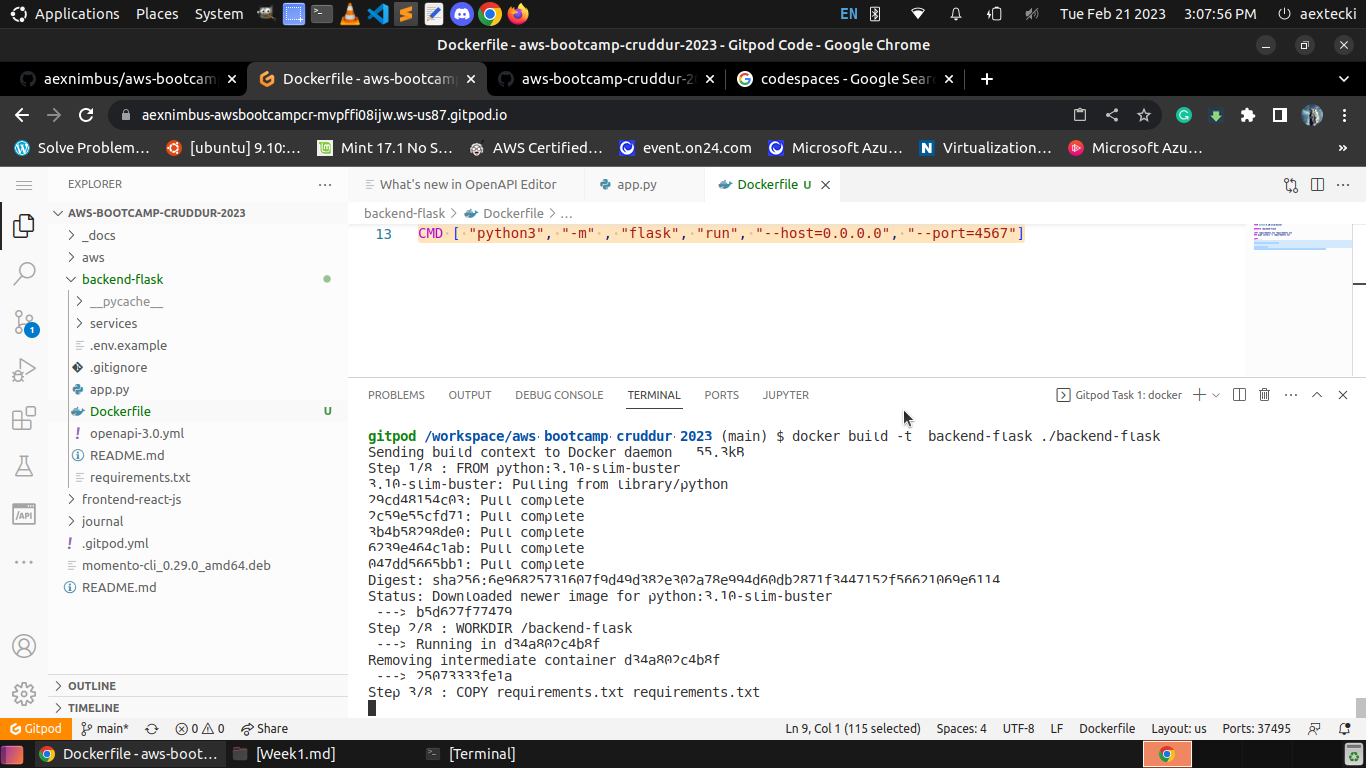 Applications Places System EN Tue Feb 21 2023 3:07:56 PM aextecki
Dockerfile - aws-bootcamp-cruddur-2023 - Gitpod Code - Google Chrome
aexnimbus/aws-bootcam Dockerfile - aws-bootcamp aws-bootcamp-cruddur-2 codespaces - Google Sear
aexnimbus-awsbootcampcr-mvpffi08ijw.ws-us87.gitpod.io
Solve Problem… [ubuntu] 9.10:… Mint 17.1 No S… AWS Certified… event.on24.com Microsoft Azu… Virtualization… Microsoft Azu… »
EXPLORER
What's new in OpenAPI Editor app.py Dockerfile U
AWS-BOOTCAMP-CRUDDUR-2023
backend-flask > Dockerfile > ...
_docs
aws
backend-flask
__pycache__
services
.env.example
.gitignore
app.py
Dockerfile U
openapi-3.0.yml
README.md
requirements.txt
frontend-react-js
journal
.gitpod.yml
momento-cli_0.29.0_amd64.deb
README.md
OUTLINE
TIMELINE
1
/API
13 CMD [ "python3", "-m" , "flask", "run", "--host=0.0.0.0", "--port=4567"]
PROBLEMS OUTPUT DEBUG CONSOLE TERMINAL PORTS JUPYTER Gitpod Task 1: docker
gitpod /workspace/aws-bootcamp-cruddur-2023 (main) $ docker build -t  backend-flask ./backend-flask
Sending build context to Docker daemon   55.3kB
Step 1/8 : FROM python:3.10-slim-buster
3.10-slim-buster: Pulling from library/python
29cd48154c03: Pull complete
2c59e55cfd71: Pull complete
3b4b58298de0: Pull complete
6239e464c1ab: Pull complete
047dd5665bb1: Pull complete
Digest: sha256:6e96825731607f9d49d382e302a78e994d60db2871f3447152f56621069e6114
Status: Downloaded newer image for python:3.10-slim-buster
---> b5d627f77479
Step 2/8 : WORKDIR /backend-flask
---> Running in d34a802c4b8f
Removing intermediate container d34a802c4b8f
---> 25073333fe1a
Step 3/8 : COPY requirements.txt requirements.txt
Gitpod main* 0 0 Share Ln 9, Col 1 (115 selected) Spaces: 4 UTF-8 LF Dockerfile Layout: us Ports: 37495
Dockerfile - aws-boot… [Week1.md] [Terminal]